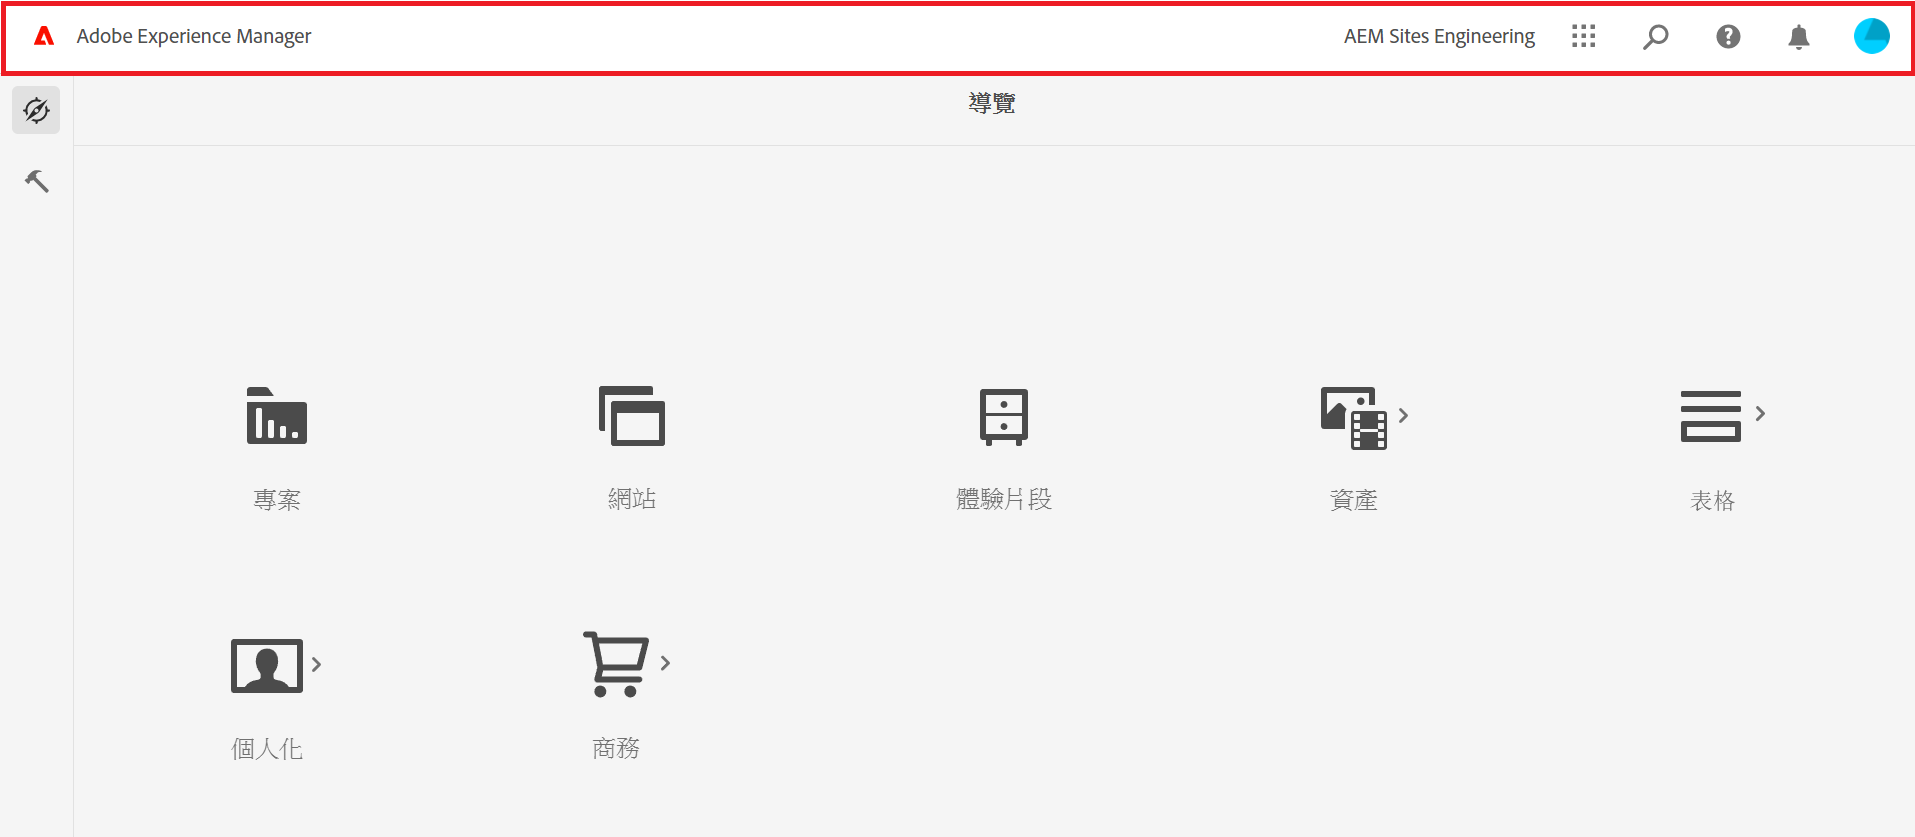 Adobe Experience Manager
AEM Sites Engineering
導覽
專案
網站
體驗片段
資產
表格
個人化
商務